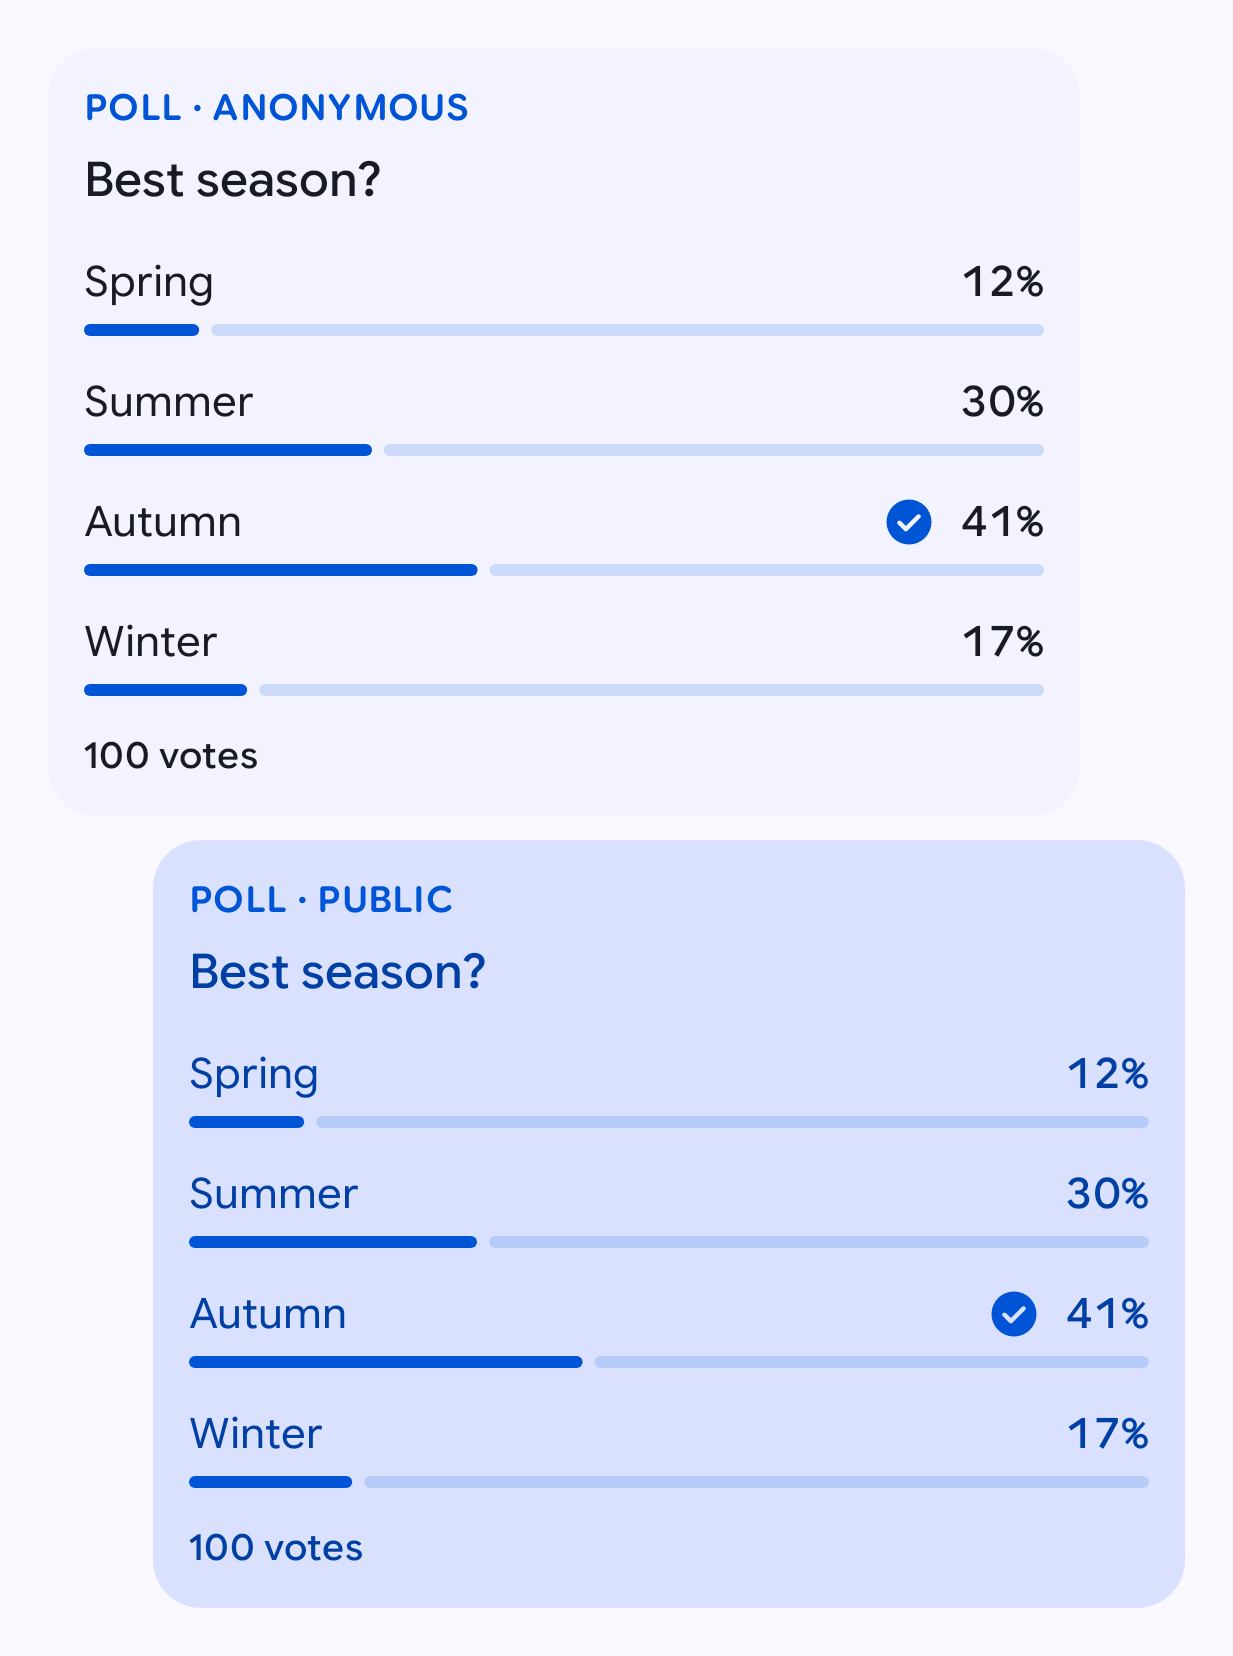 POLL · ANONYMOUS
Best season?
Spring 12%
Summer 30%
Autumn 41%
Winter 17%
100 votes
POLL · PUBLIC
Best season?
Spring 12%
Summer 30%
Autumn 41%
Winter 17%
100 votes